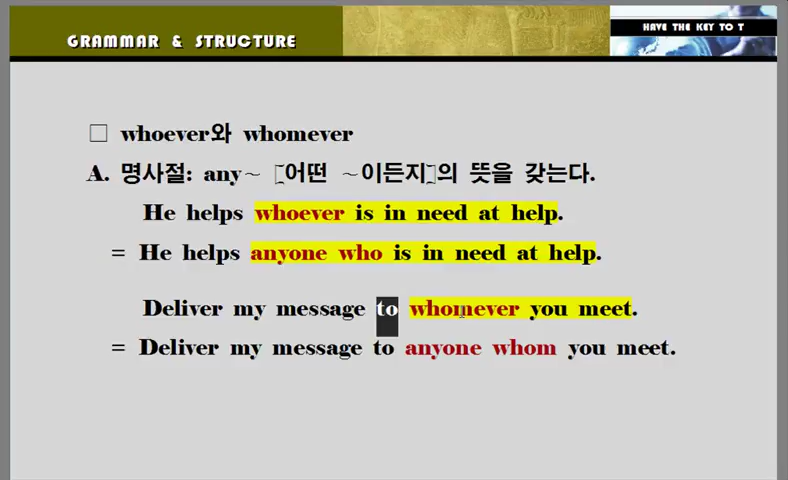 GRAMMAR & STRUCTURE
HAVE THE KEY TO T
□ whoever와 whomever
A. 명사절: any~ [어떤 ~이든지]의 뜻을 갖는다.
He helps whoever is in need at help.
= He helps anyone who is in need at help.
Deliver my message to whomever you meet.
= Deliver my message to anyone whom you meet.